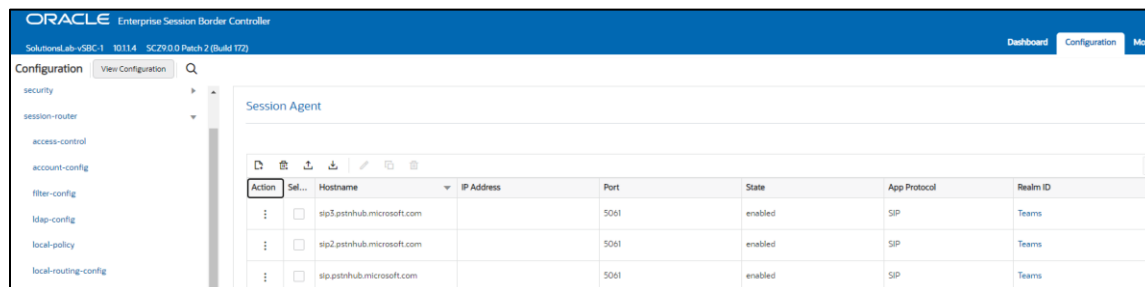 ORACLE Enterprise Session Border Controller
SolutionsLab-vSBC-1 10.1.1.4 SCZ9.0.0 Patch 2 (Build 172)
Dashboard Configuration Mo
Configuration View Configuration
security
session-router
access-control
account-config
filter-config
ldap-config
local-policy
local-routing-config
Session Agent
Action Sel... Hostname IP Address Port State App Protocol Realm ID
sip3.pstnhub.microsoft.com 5061 enabled SIP Teams
sip2.pstnhub.microsoft.com 5061 enabled SIP Teams
sip.pstnhub.microsoft.com 5061 enabled SIP Teams